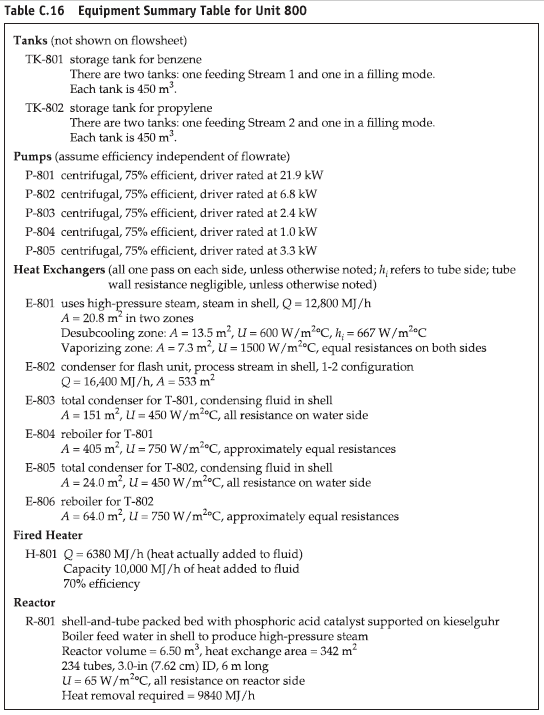 Table C.16 Equipment Summary Table for Unit 800
Tanks (not shown on flowsheet)
TK-801 storage tank for benzene
There are two tanks: one feeding Stream 1 and one in a filling mode.
Each tank is 450 m³.
TK-802 storage tank for propylene
There are two tanks: one feeding Stream 2 and one in a filling mode.
Each tank is 450 m³.
Pumps (assume efficiency independent of flowrate)
P-801 centrifugal, 75% efficient, driver rated at 21.9 kW
P-802 centrifugal, 75% efficient, driver rated at 6.8 kW
P-803 centrifugal, 75% efficient, driver rated at 2.4 kW
P-804 centrifugal, 75% efficient, driver rated at 1.0 kW
P-805 centrifugal, 75% efficient, driver rated at 3.3 kW
Heat Exchangers (all one pass on each side, unless otherwise noted; hᵢ refers to tube side; tube
wall resistance negligible, unless otherwise noted)
E-801 uses high-pressure steam, steam in shell, Q = 12,800 MJ/h
A = 20.8 m² in two zones
Desubcooling zone: A = 13.5 m², U = 600 W/m²°C, hᵢ = 667 W/m²°C
Vaporizing zone: A = 7.3 m², U = 1500 W/m²°C, equal resistances on both sides
E-802 condenser for flash unit, process stream in shell, 1-2 configuration
Q = 16,400 MJ/h, A = 533 m²
E-803 total condenser for T-801, condensing fluid in shell
A = 151 m², U = 450 W/m²°C, all resistance on water side
E-804 reboiler for T-801
A = 405 m², U = 750 W/m²°C, approximately equal resistances
E-805 total condenser for T-802, condensing fluid in shell
A = 24.0 m², U = 450 W/m²°C, all resistance on water side
E-806 reboiler for T-802
A = 64.0 m², U = 750 W/m²°C, approximately equal resistances
Fired Heater
H-801 Q = 6380 MJ/h (heat actually added to fluid)
Capacity 10,000 MJ/h of heat added to fluid
70% efficiency
Reactor
R-801 shell-and-tube packed bed with phosphoric acid catalyst supported on kieselguhr
Boiler feed water in shell to produce high-pressure steam
Reactor volume = 6.50 m³, heat exchange area = 342 m²
234 tubes, 3.0-in (7.62 cm) ID, 6 m long
U = 65 W/m²°C, all resistance on reactor side
Heat removal required = 9840 MJ/h